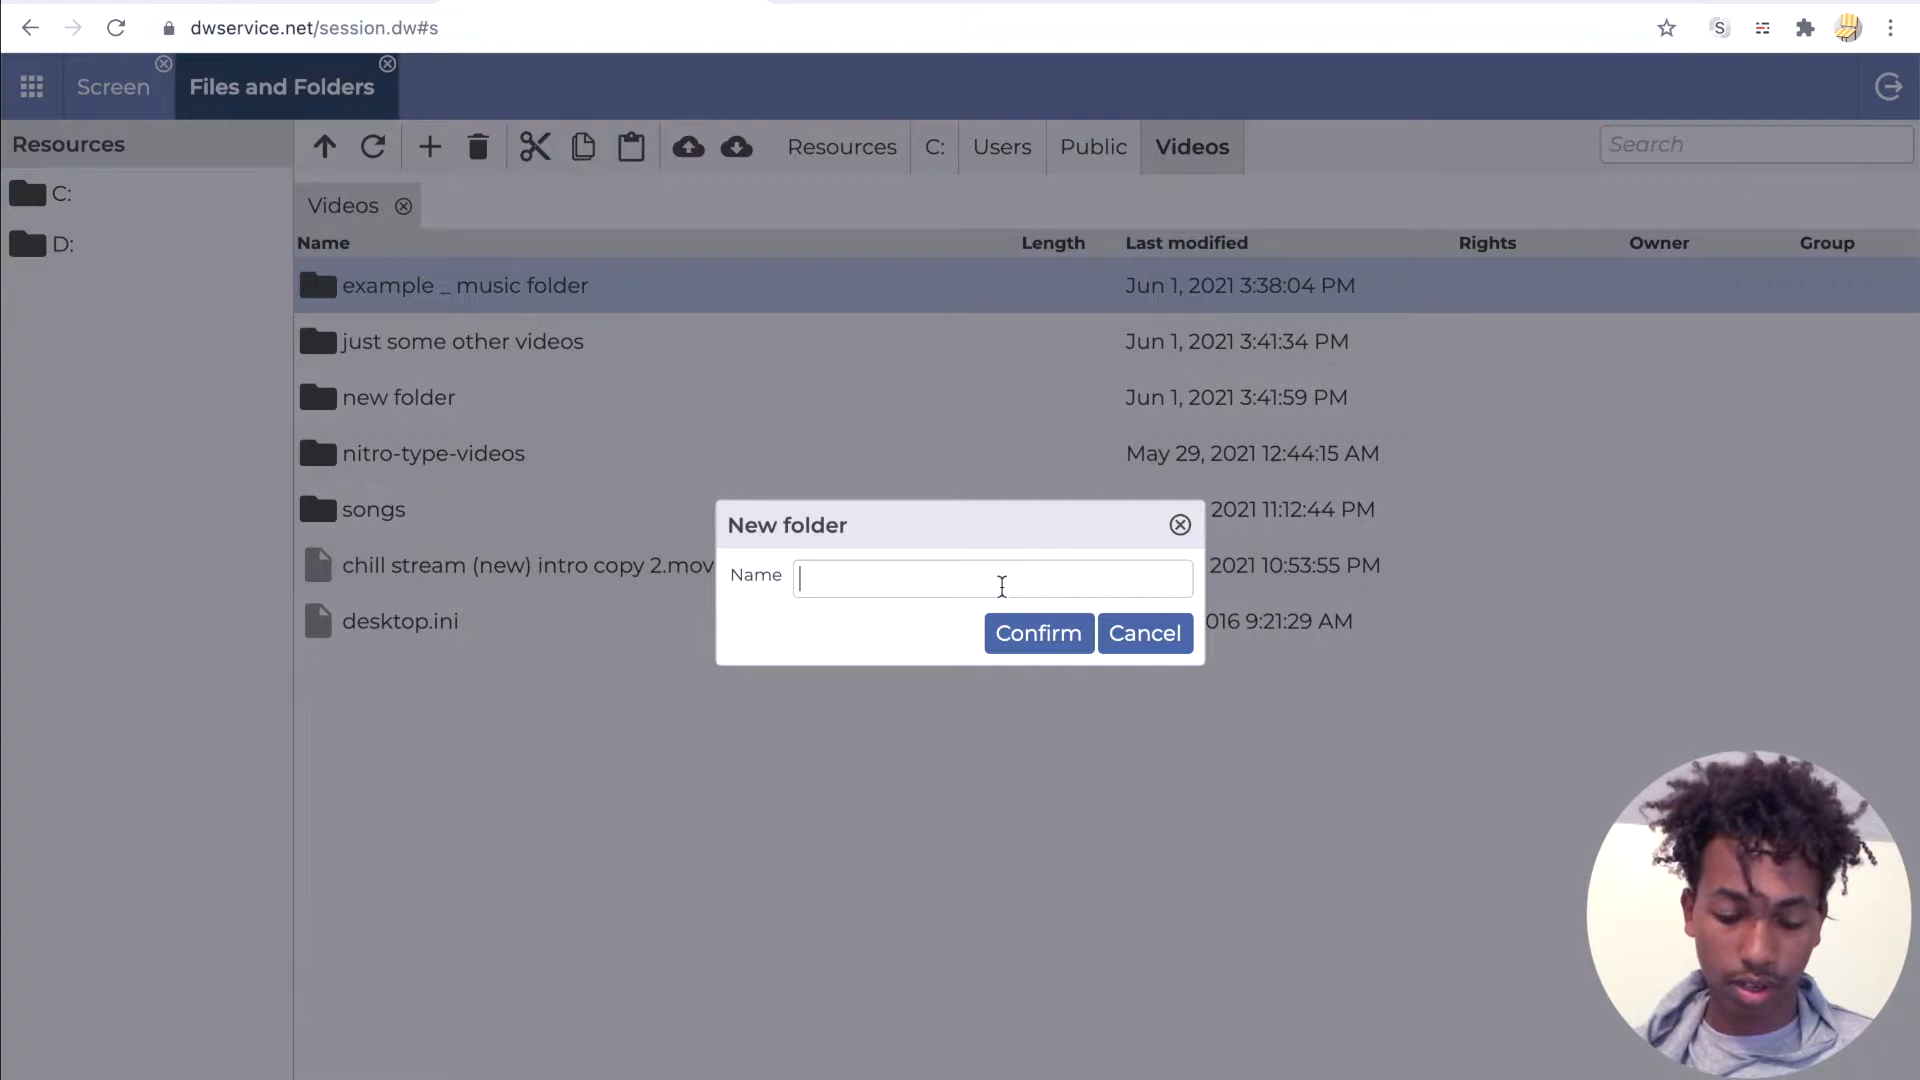 dwservice.net/session.dw#s
S
Screen
Files and Folders
Resources
Resources
C:
Users
Public
Videos
Search
C:
D:
Videos
Name Length Last modified Rights Owner Group
example _ music folder Jun 1, 2021 3:38:04 PM
just some other videos Jun 1, 2021 3:41:34 PM
new folder Jun 1, 2021 3:41:59 PM
nitro-type-videos May 29, 2021 12:44:15 AM
songs 2021 11:12:44 PM
chill stream (new) intro copy 2.mov 2021 10:53:55 PM
desktop.ini 016 9:21:29 AM
New folder
Name
Confirm
Cancel